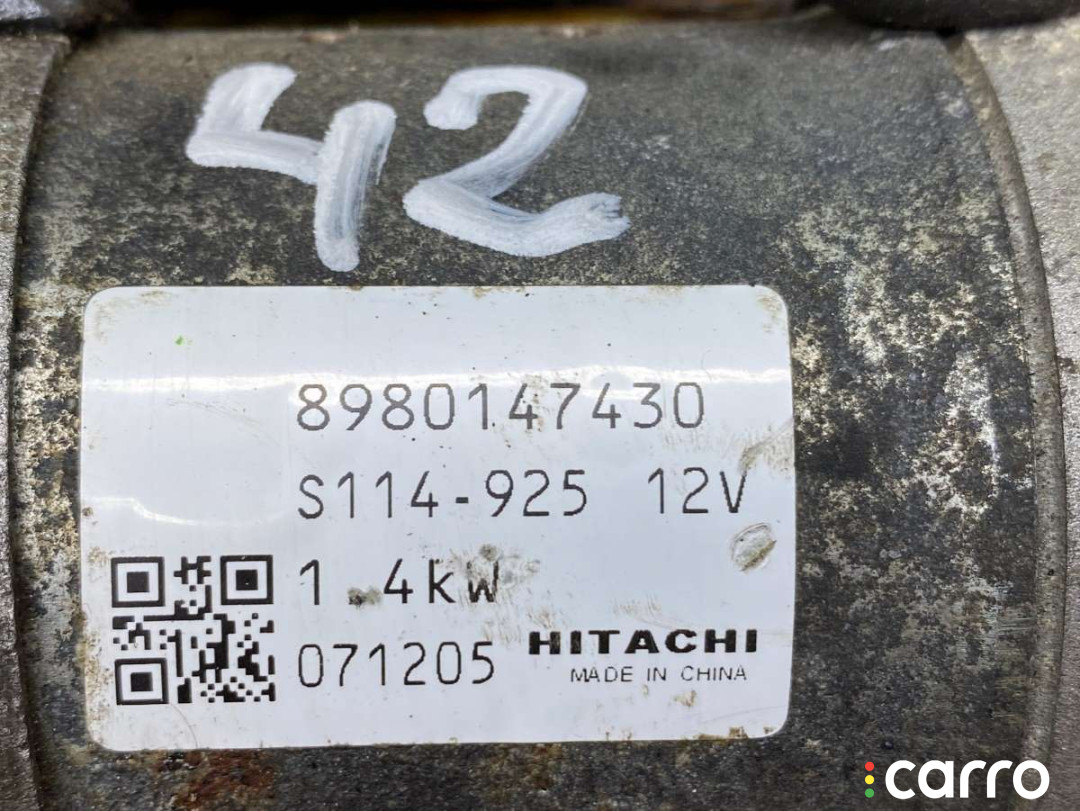 42
8980147430
S114-925 12V
1.4kW
071205 HITACHI
MADE IN CHINA
carro